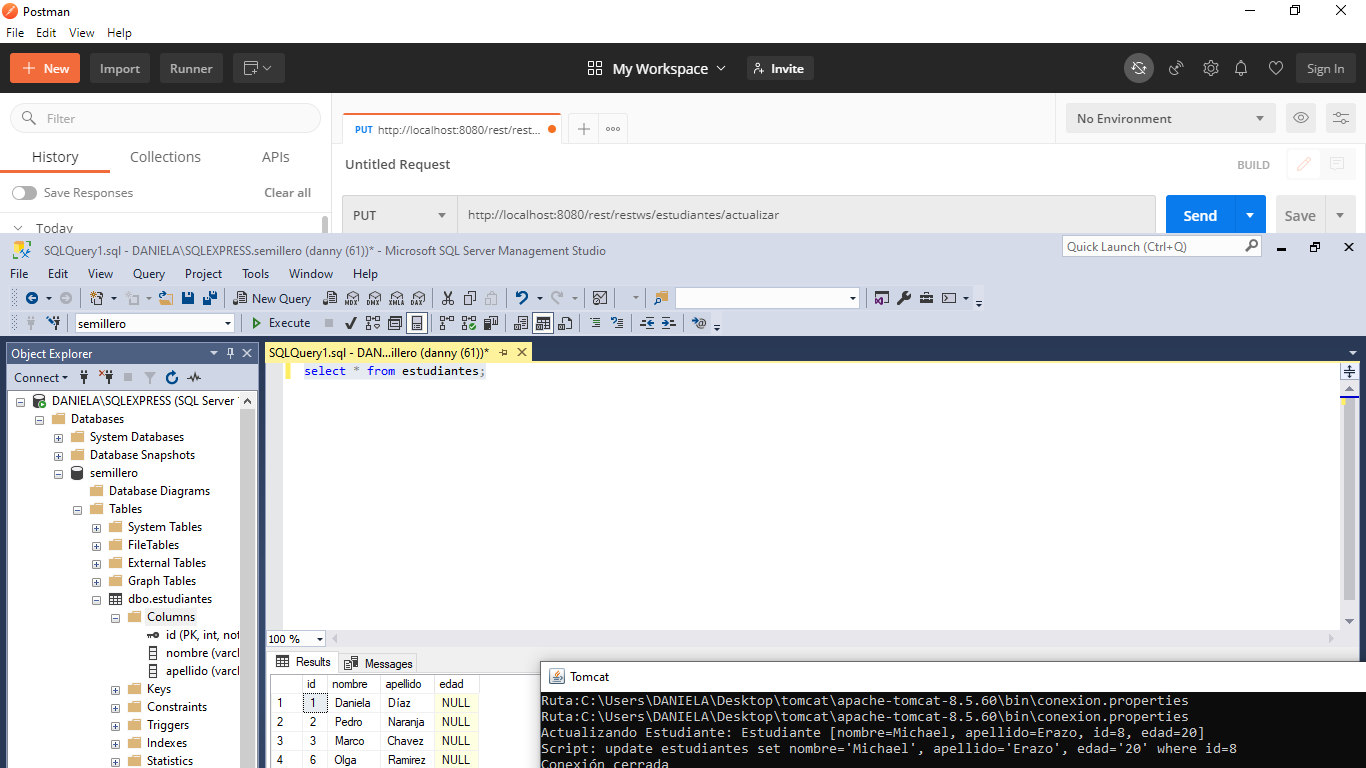 Postman
File Edit View Help
New Import Runner My Workspace Invite Sign In
Filter
History Collections APIs
Save Responses Clear all
Today
PUT http://localhost:8080/rest/rest...
No Environment
Untitled Request BUILD
PUT http://localhost:8080/rest/restws/estudiantes/actualizar Send Save
SQLQuery1.sql - DANIELA\SQLEXPRESS.semillero (danny (61))* - Microsoft SQL Server Management Studio Quick Launch (Ctrl+Q)
File Edit View Query Project Tools Window Help
New Query MDX DMX XMLA DAX
semillero Execute
Object Explorer
Connect
DANIELA\SQLEXPRESS (SQL Server
Databases
System Databases
Database Snapshots
semillero
Database Diagrams
Tables
System Tables
FileTables
External Tables
Graph Tables
dbo.estudiantes
Columns
id (PK, int, not
nombre (varcl
apellido (varcl
Keys
Constraints
Triggers
Indexes
Statistics
SQLQuery1.sql - DAN...illero (danny (61))*
select * from estudiantes;
100 %
Results Messages
id nombre apellido edad
1 1 Daniela Díaz NULL
2 2 Pedro Naranja NULL
3 3 Marco Chavez NULL
4 6 Olga Ramirez NULL
Tomcat
Ruta:C:\Users\DANIELA\Desktop\tomcat\apache-tomcat-8.5.60\bin\conexion.properties
Ruta:C:\Users\DANIELA\Desktop\tomcat\apache-tomcat-8.5.60\bin\conexion.properties
Actualizando Estudiante: Estudiante [nombre=Michael, apellido=Erazo, id=8, edad=20]
Script: update estudiantes set nombre='Michael', apellido='Erazo', edad='20' where id=8
Conexión cerrada